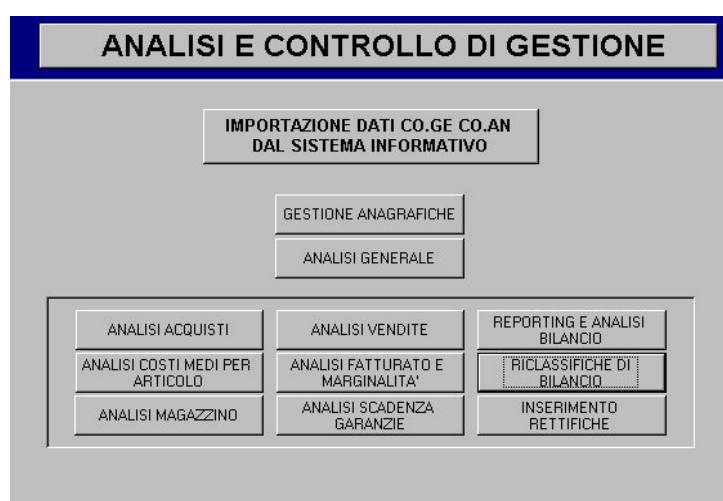 ANALISI E CONTROLLO DI GESTIONE
IMPORTAZIONE DATI CO.GE CO.AN
DAL SISTEMA INFORMATIVO
GESTIONE ANAGRAFICHE
ANALISI GENERALE
ANALISI ACQUISTI
ANALISI VENDITE
REPORTING E ANALISI
BILANCIO
ANALISI COSTI MEDI PER
ARTICOLO
ANALISI FATTURATO E
MARGINALITA'
RICLASSIFICHE DI
BILANCIO
ANALISI MAGAZZINO
ANALISI SCADENZA
GARANZIE
INSERIMENTO
RETTIFICHE